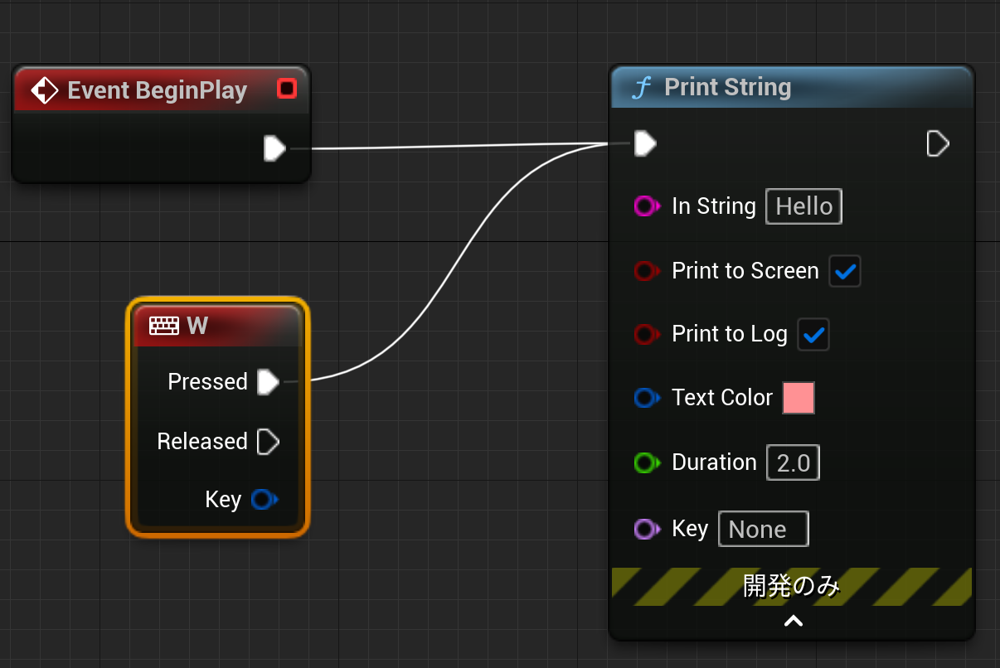 Event BeginPlay
W
Pressed
Released
Key
Print String
In String Hello
Print to Screen
Print to Log
Text Color
Duration 2.0
Key None
開発のみ